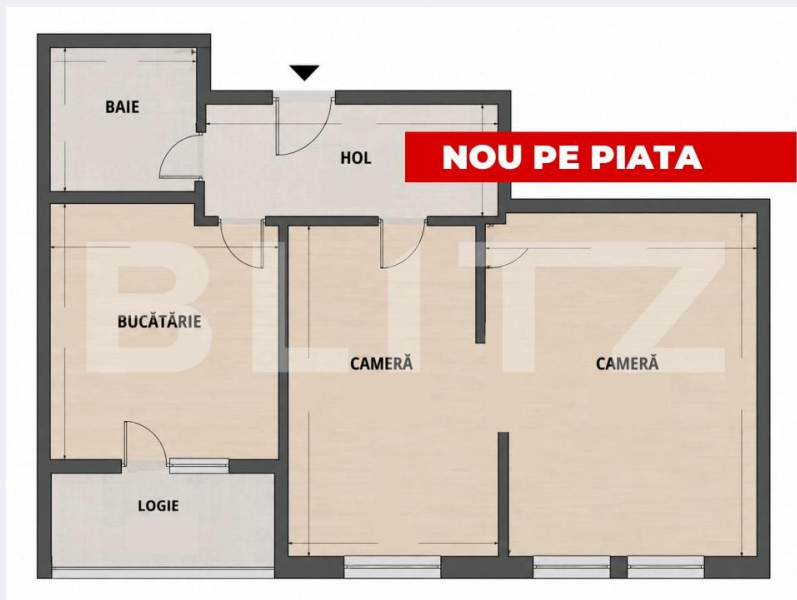 BAIE
HOL
NOU PE PIATA
BLITZ
BUCĂTĂRIE
CAMERĂ
CAMERĂ
LOGIE